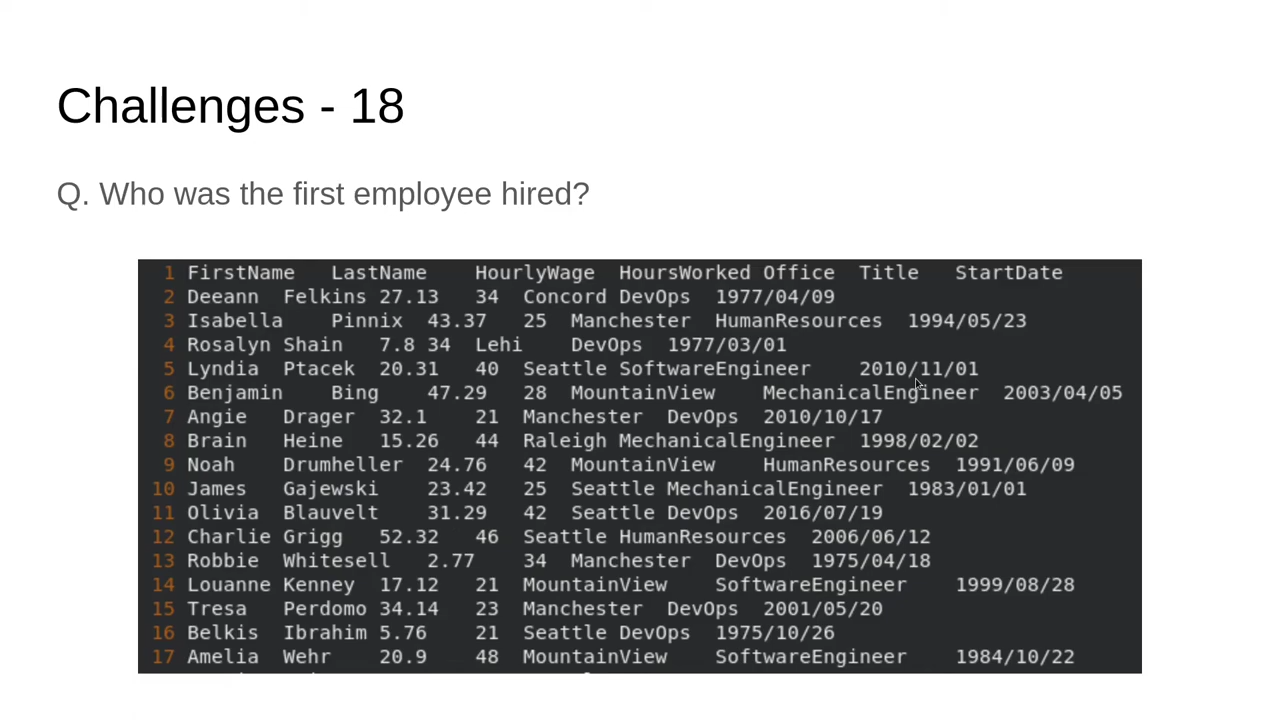 Challenges - 18
Q. Who was the first employee hired?
1 FirstName LastName HourlyWage HoursWorked Office Title StartDate
2 Deeann Felkins 27.13 34 Concord DevOps 1977/04/09
3 Isabella Pinnix 43.37 25 Manchester HumanResources 1994/05/23
4 Rosalyn Shain 7.8 34 Lehi DevOps 1977/03/01
5 Lyndia Ptacek 20.31 40 Seattle SoftwareEngineer 2010/11/01
6 Benjamin Bing 47.29 28 MountainView MechanicalEngineer 2003/04/05
7 Angie Drager 32.1 21 Manchester DevOps 2010/10/17
8 Brain Heine 15.26 44 Raleigh MechanicalEngineer 1998/02/02
9 Noah Drumheller 24.76 42 MountainView HumanResources 1991/06/09
10 James Gajewski 23.42 25 Seattle MechanicalEngineer 1983/01/01
11 Olivia Blauvelt 31.29 42 Seattle DevOps 2016/07/19
12 Charlie Grigg 52.32 46 Seattle HumanResources 2006/06/12
13 Robbie Whitesell 2.77 34 Manchester DevOps 1975/04/18
14 Louanne Kenney 17.12 21 MountainView SoftwareEngineer 1999/08/28
15 Tresa Perdomo 34.14 23 Manchester DevOps 2001/05/20
16 Belkis Ibrahim 5.76 21 Seattle DevOps 1975/10/26
17 Amelia Wehr 20.9 48 MountainView SoftwareEngineer 1984/10/22